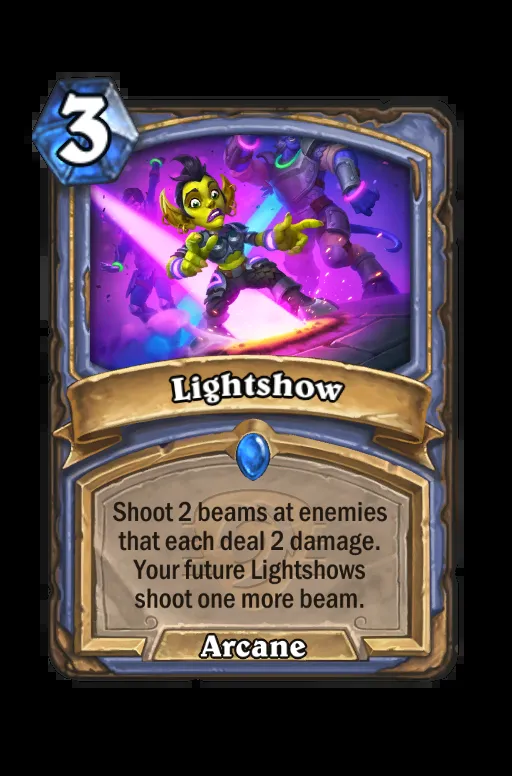 3
Lightshow
Shoot 2 beams at enemies
that each deal 2 damage.
Your future Lightshows
shoot one more beam.
Arcane